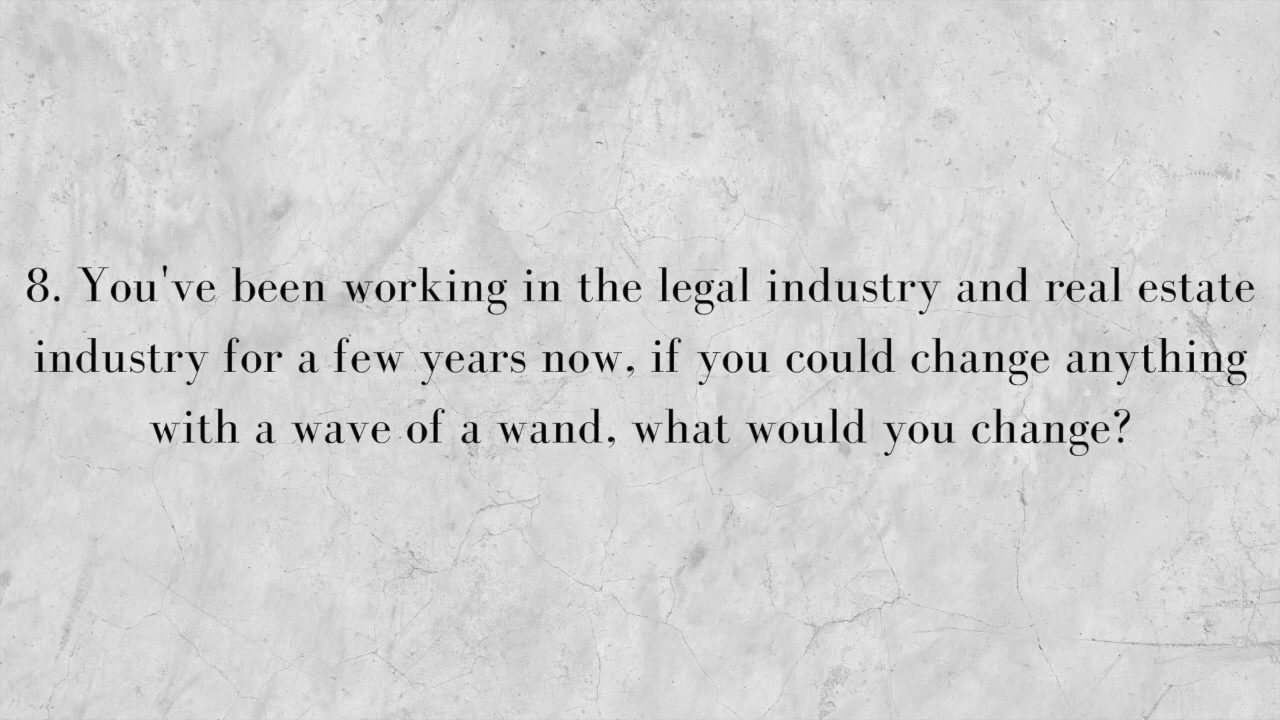 8. You've been working in the legal industry and real estate
industry for a few years now, if you could change anything
with a wave of a wand, what would you change?